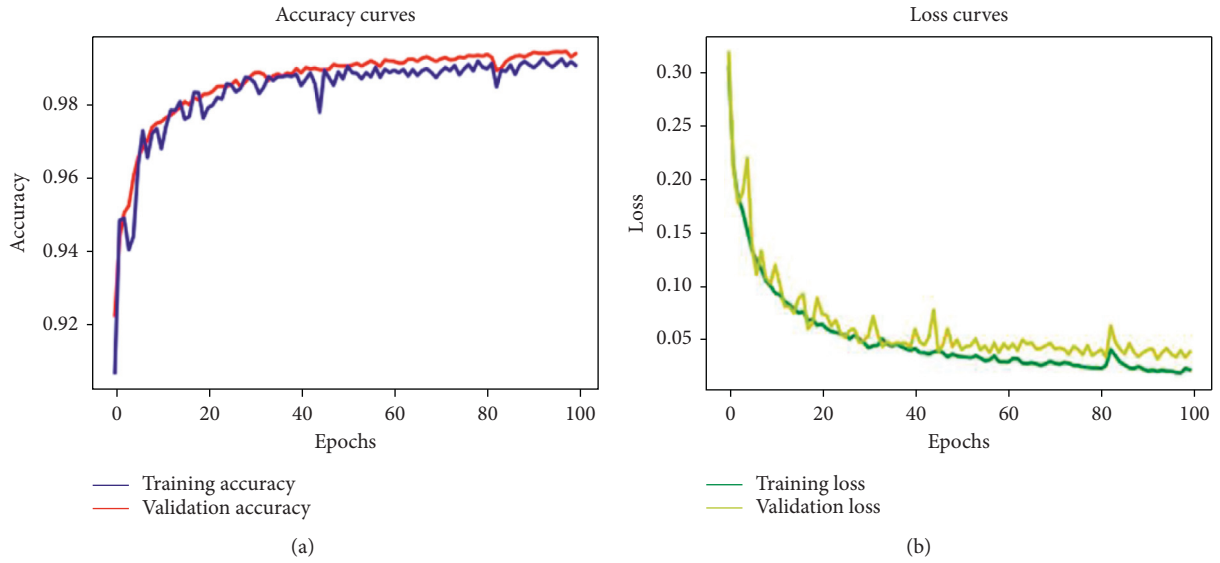 Accuracy curves
0.98
0.96
0.94
0.92
Accuracy
0 20 40 60 80 100
Epochs
Training accuracy
Validation accuracy
(a)
Loss curves
0.30
0.25
0.20
0.15
0.10
0.05
Loss
0 20 40 60 80 100
Epochs
Training loss
Validation loss
(b)